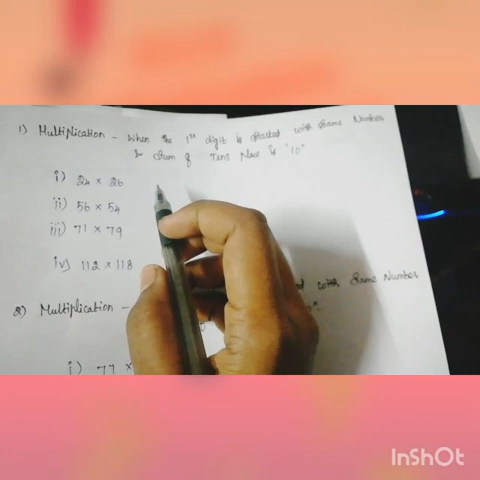 1) Multiplication - When the 1st digit is started with same Number
& Sum of Tens place is "10"
i) 24 × 26
ii) 56 × 54
iii) 71 × 79
iv) 112 × 118
with same Number
2) Multiplication -
i) 77 ×
InShOt